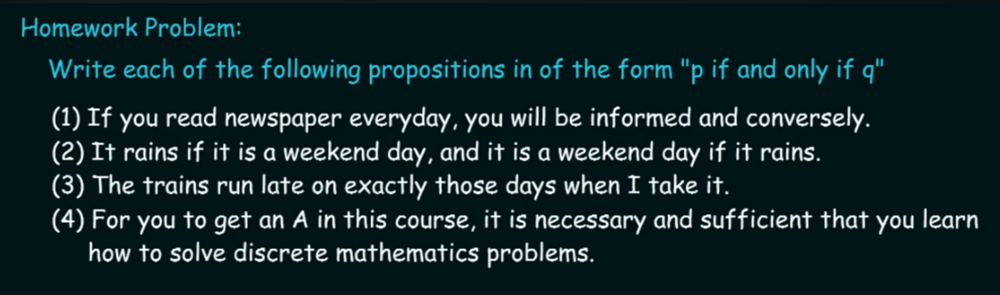 Homework Problem:
Write each of the following propositions in of the form "p if and only if q"
(1) If you read newspaper everyday, you will be informed and conversely.
(2) It rains if it is a weekend day, and it is a weekend day if it rains.
(3) The trains run late on exactly those days when I take it.
(4) For you to get an A in this course, it is necessary and sufficient that you learn
how to solve discrete mathematics problems.